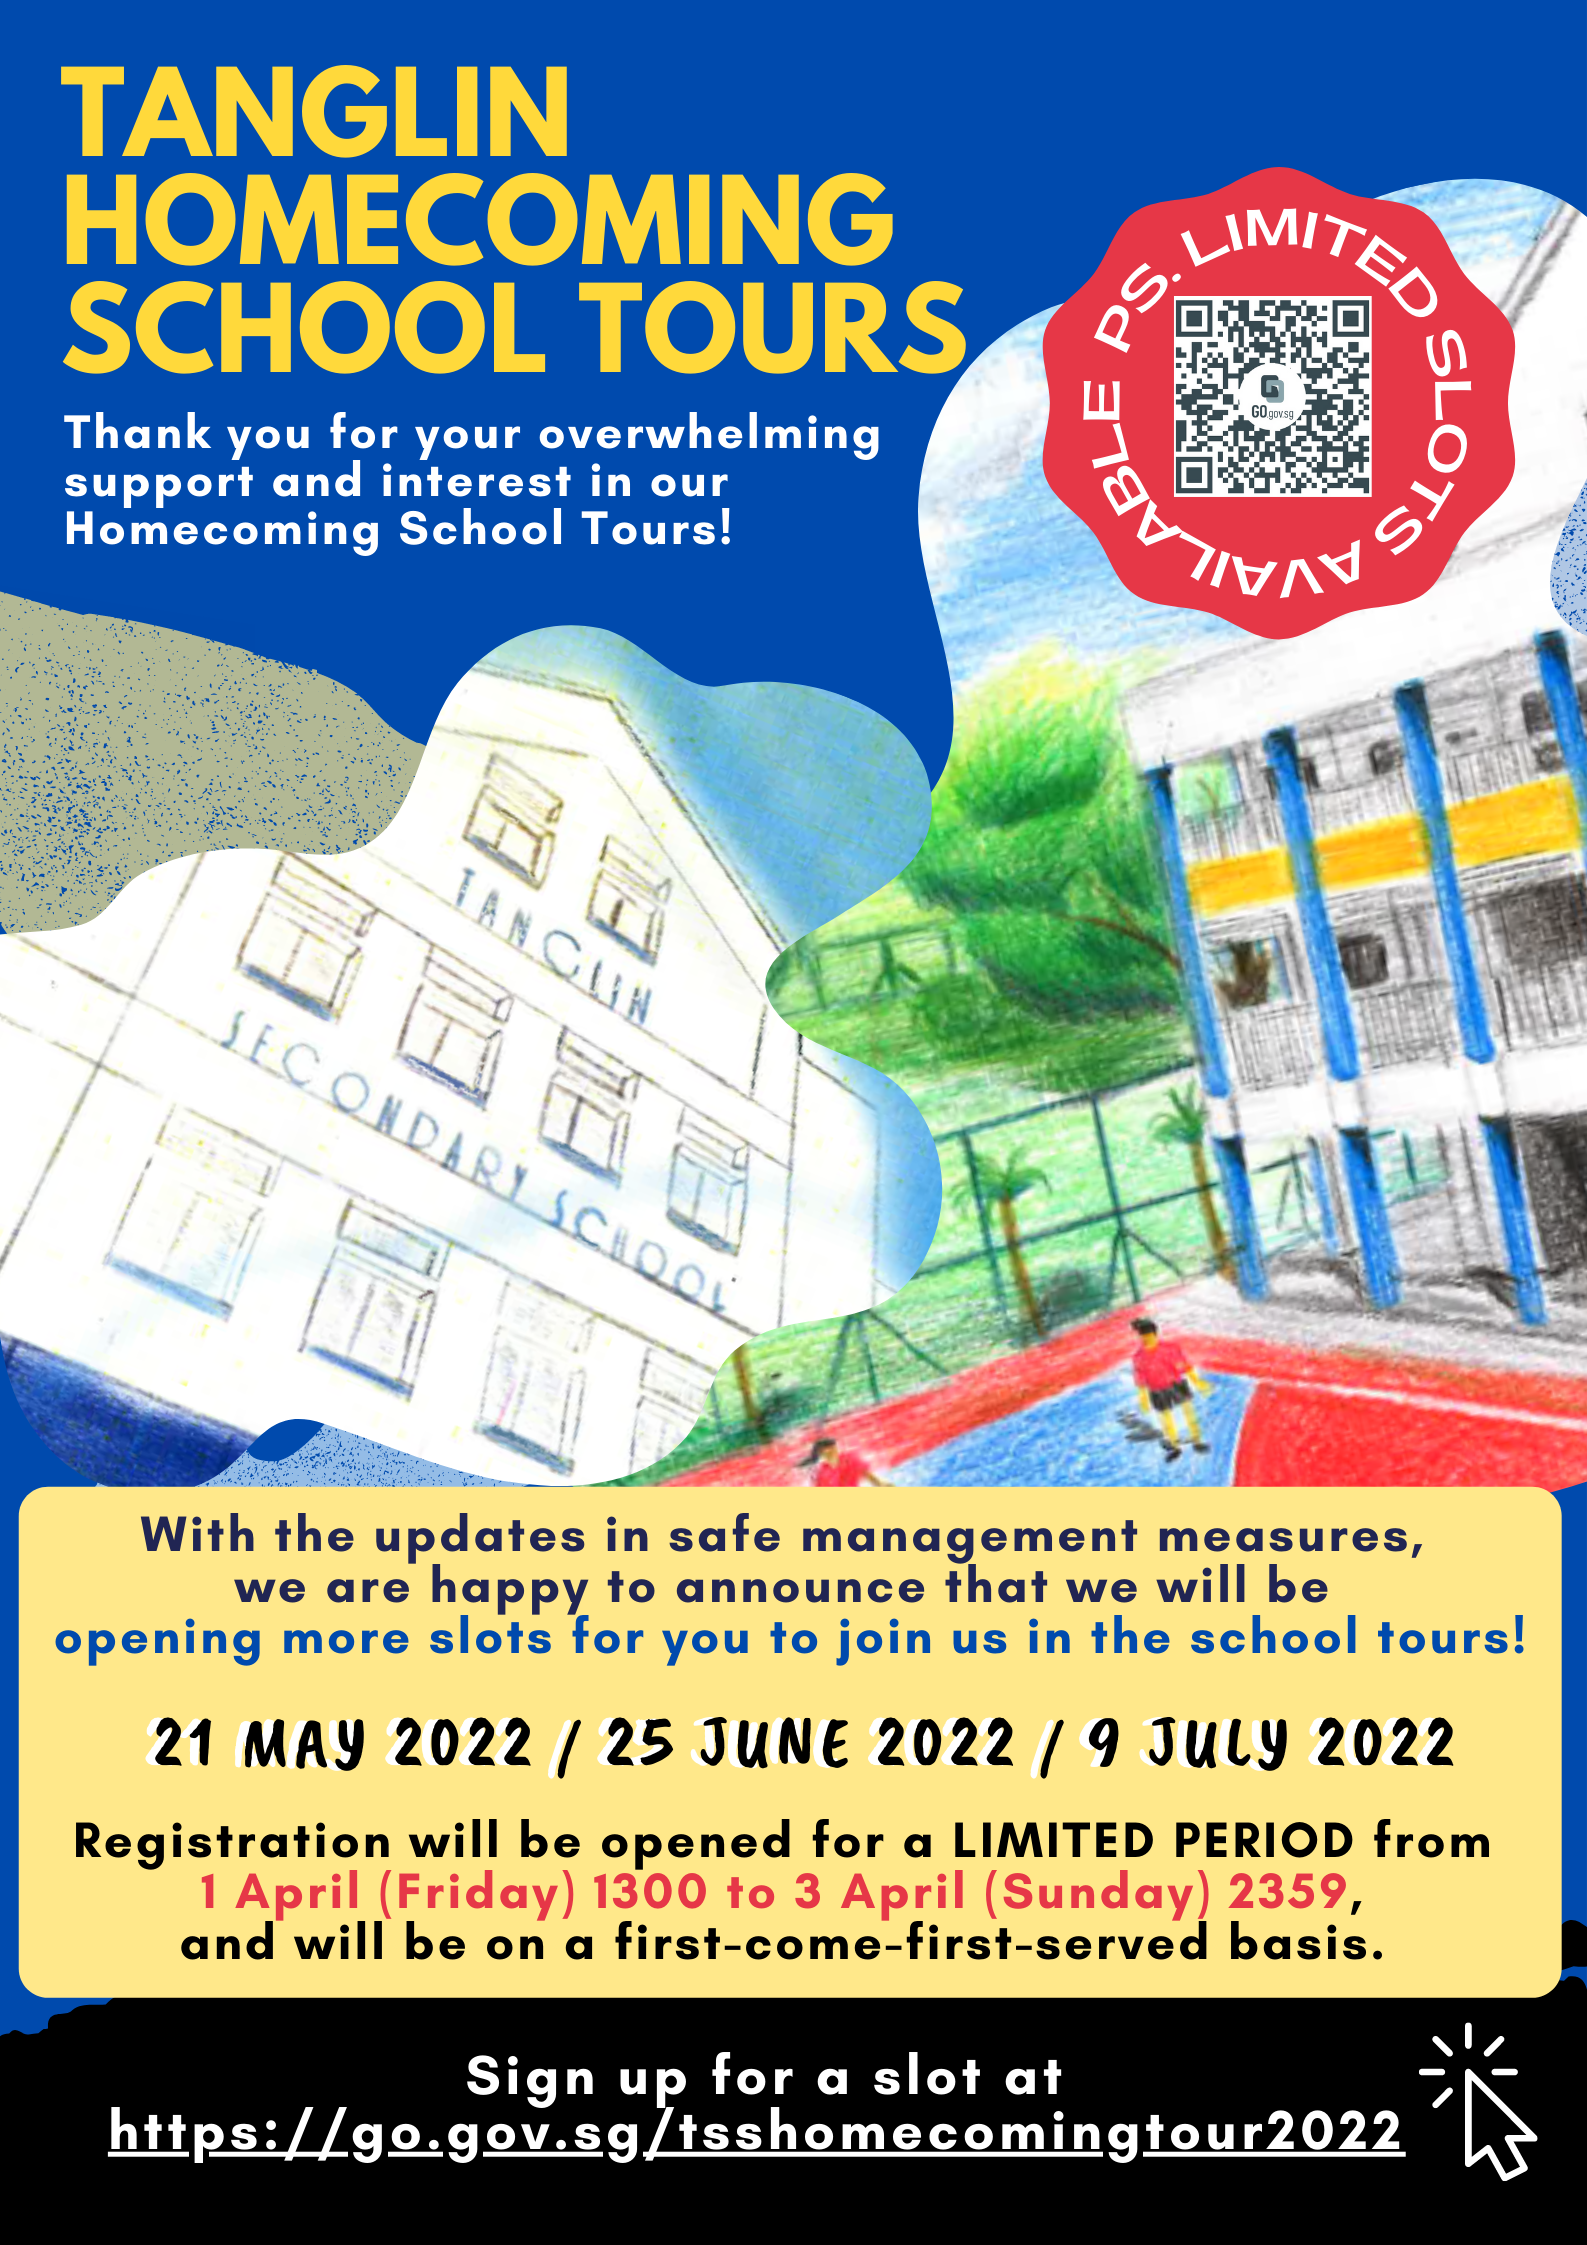 TANGLIN
HOMECOMING
SCHOOL TOURS
Thank you for your overwhelming
support and interest in our
Homecoming School Tours!
PS. LIMITED SLOTS AVAILABLE
GO.gov.sg
TANGLIN
SECONDARY SCHOOL
With the updates in safe management measures,
we are happy to announce that we will be
opening more slots for you to join us in the school tours!
21 MAY 2022 / 25 JUNE 2022 / 9 JULY 2022
Registration will be opened for a LIMITED PERIOD from
1 April (Friday) 1300 to 3 April (Sunday) 2359,
and will be on a first-come-first-served basis.
Sign up for a slot at
https://go.gov.sg/tsshomecomingtour2022